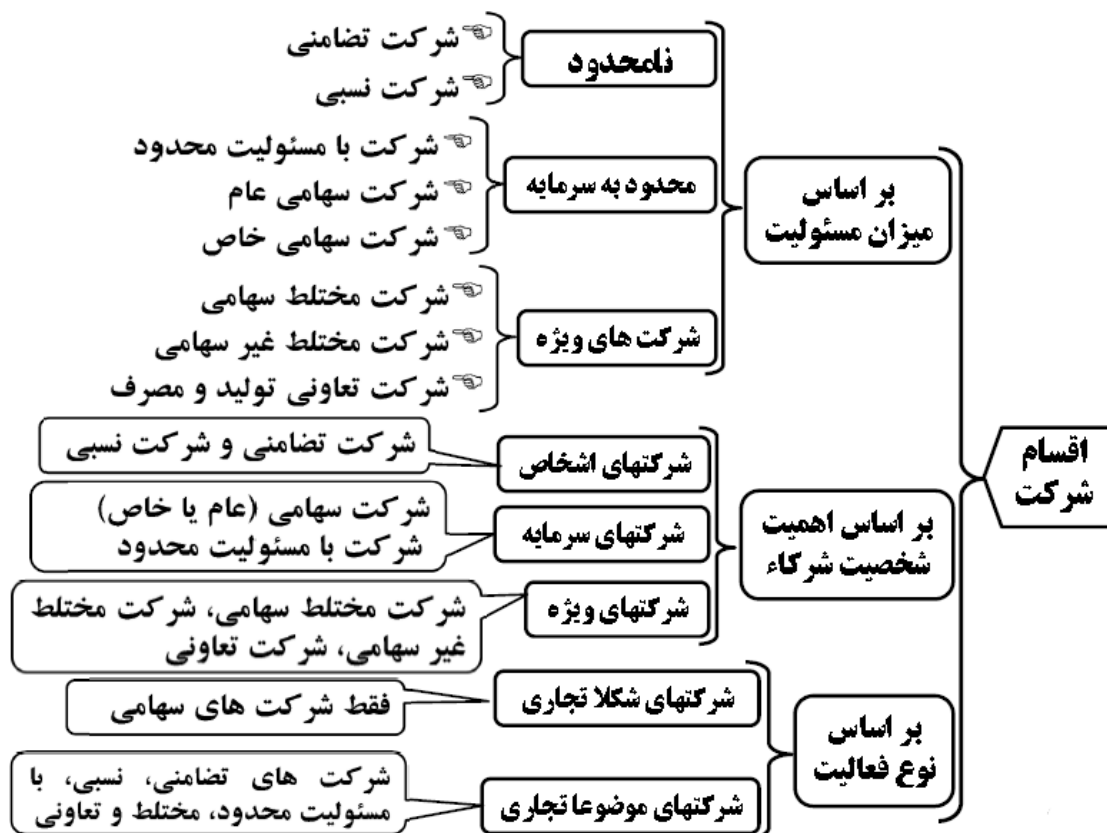 اقسام
شرکت
بر اساس
میزان مسئولیت
نامحدود
شرکت تضامنی
شرکت نسبی
محدود به سرمایه
شرکت با مسئولیت محدود
شرکت سهامی عام
شرکت سهامی خاص
شرکت های ویژه
شرکت مختلط سهامی
شرکت مختلط غیر سهامی
شرکت تعاونی تولید و مصرف
بر اساس اهمیت
شخصیت شرکاء
شرکتهای اشخاص
شرکت تضامنی و شرکت نسبی
شرکتهای سرمایه
شرکت سهامی (عام یا خاص)
شرکت با مسئولیت محدود
شرکتهای ویژه
شرکت مختلط سهامی، شرکت مختلط
غیر سهامی، شرکت تعاونی
بر اساس
نوع فعالیت
شرکتهای شکلا تجاری
فقط شرکت های سهامی
شرکتهای موضوعا تجاری
شرکت های تضامنی، نسبی، با
مسئولیت محدود، مختلط و تعاونی